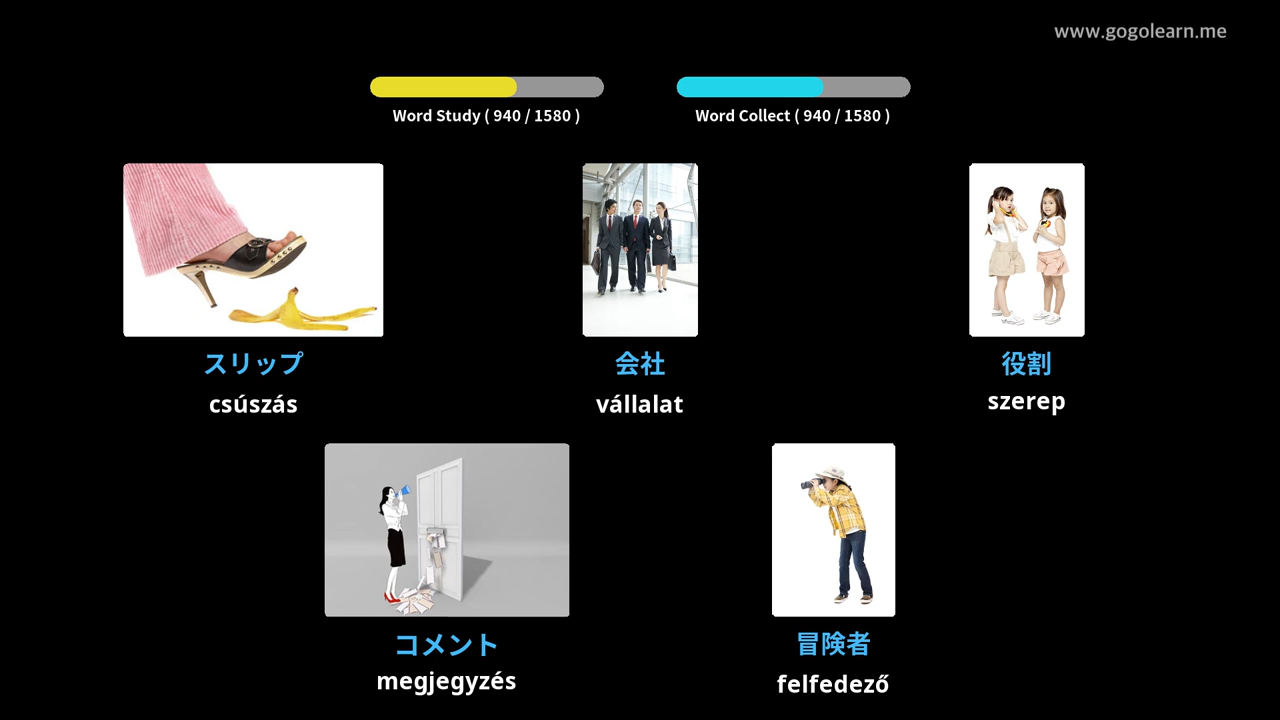 www.gogolearn.me
Word Study ( 940 / 1580 )
Word Collect ( 940 / 1580 )
スリップ
csúszás
会社
vállalat
役割
szerep
コメント
megjegyzés
冒険者
felfedező